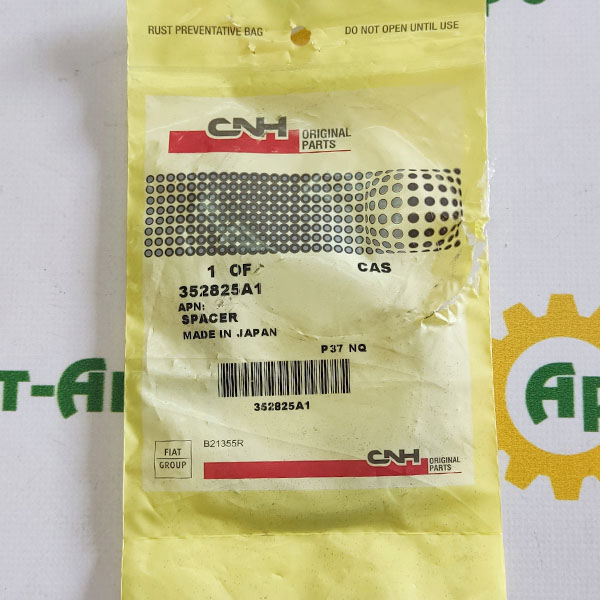 RUST PREVENTATIVE BAG
DO NOT OPEN UNTIL USE
CNH ORIGINAL
PARTS
1 OF CAS
352825A1
APN:
SPACER
MADE IN JAPAN
P37 NQ
352825A1
B21355R
FIAT
GROUP
CNH ORIGINAL
PARTS